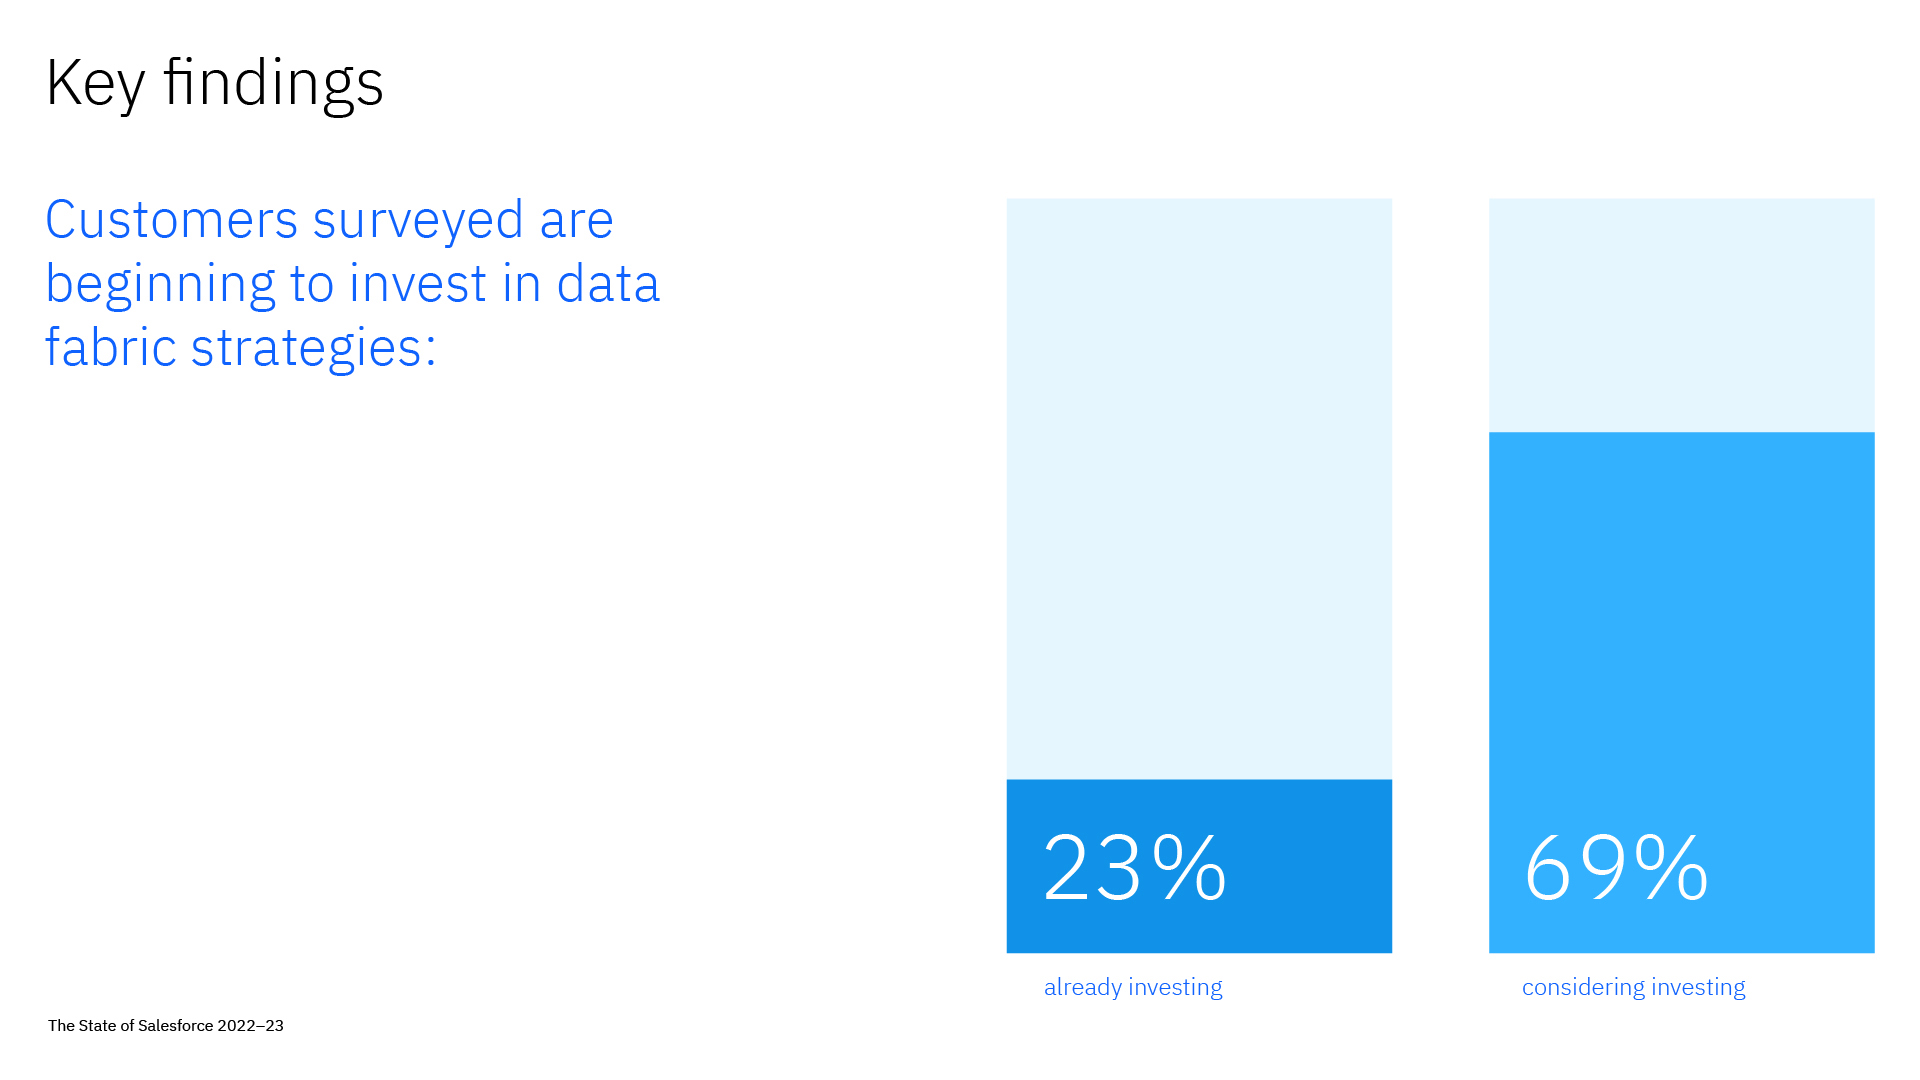 Key findings
Customers surveyed are
beginning to invest in data
fabric strategies:
23%
already investing
69%
considering investing
The State of Salesforce 2022–23